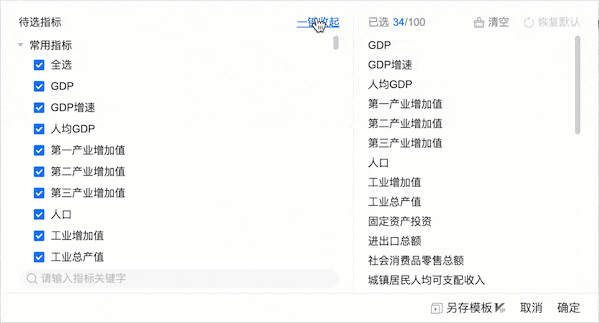 待选指标
一键收起
常用指标
全选
GDP
GDP增速
人均GDP
第一产业增加值
第二产业增加值
第三产业增加值
人口
工业增加值
工业总产值
请输入指标关键字
已选 34/100
清空
恢复默认
GDP
GDP增速
人均GDP
第一产业增加值
第二产业增加值
第三产业增加值
人口
工业增加值
工业总产值
固定资产投资
进出口总额
社会消费品零售总额
城镇居民人均可支配收入
另存模板
取消
确定